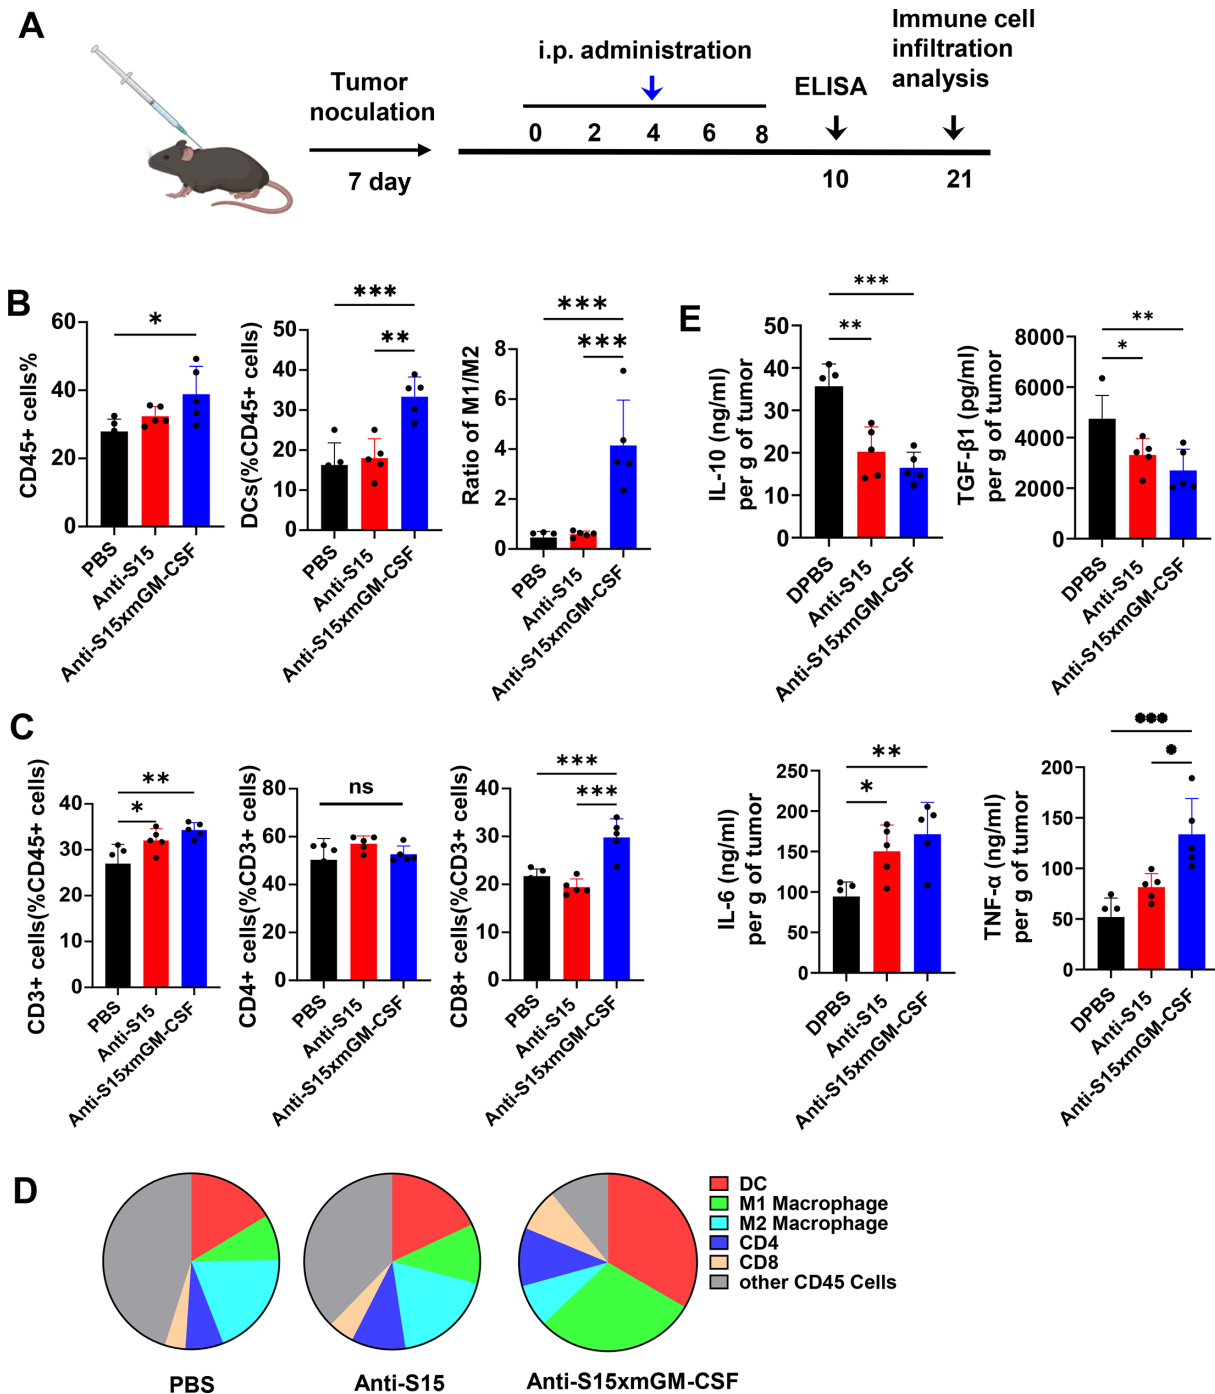 A
Tumor
noculation
7 day
i.p. administration
0 2 4 6 8
ELISA
10
Immune cell
infiltration
analysis
21
B
CD45+ cells%
60
40
20
0
*
PBS
Anti-S15
Anti-S15xmGM-CSF
DCs(%CD45+ cells)
50
40
30
20
10
0
***
**
PBS
Anti-S15
Anti-S15xmGM-CSF
Ratio of M1/M2
8
6
4
2
0
***
***
PBS
Anti-S15
Anti-S15xmGM-CSF
E
IL-10 (ng/ml)
per g of tumor
50
40
30
20
10
0
***
**
DPBS
Anti-S15
Anti-S15xmGM-CSF
TGF-β1 (pg/ml)
per g of tumor
8000
6000
4000
2000
0
**
*
DPBS
Anti-S15
Anti-S15xmGM-CSF
C
CD3+ cells(%CD45+ cells)
40
30
20
10
0
**
*
PBS
Anti-S15
Anti-S15xmGM-CSF
CD4+ cells(%CD3+ cells)
80
60
40
20
0
ns
PBS
Anti-S15
Anti-S15xmGM-CSF
CD8+ cells(%CD3+ cells)
40
30
20
10
0
***
***
PBS
Anti-S15
Anti-S15xmGM-CSF
IL-6 (ng/ml)
per g of tumor
250
200
150
100
50
0
**
*
DPBS
Anti-S15
Anti-S15xmGM-CSF
TNF-α (ng/ml)
per g of tumor
200
150
100
50
0
***
*
DPBS
Anti-S15
Anti-S15xmGM-CSF
D
PBS
Anti-S15
Anti-S15xmGM-CSF
DC
M1 Macrophage
M2 Macrophage
CD4
CD8
other CD45 Cells